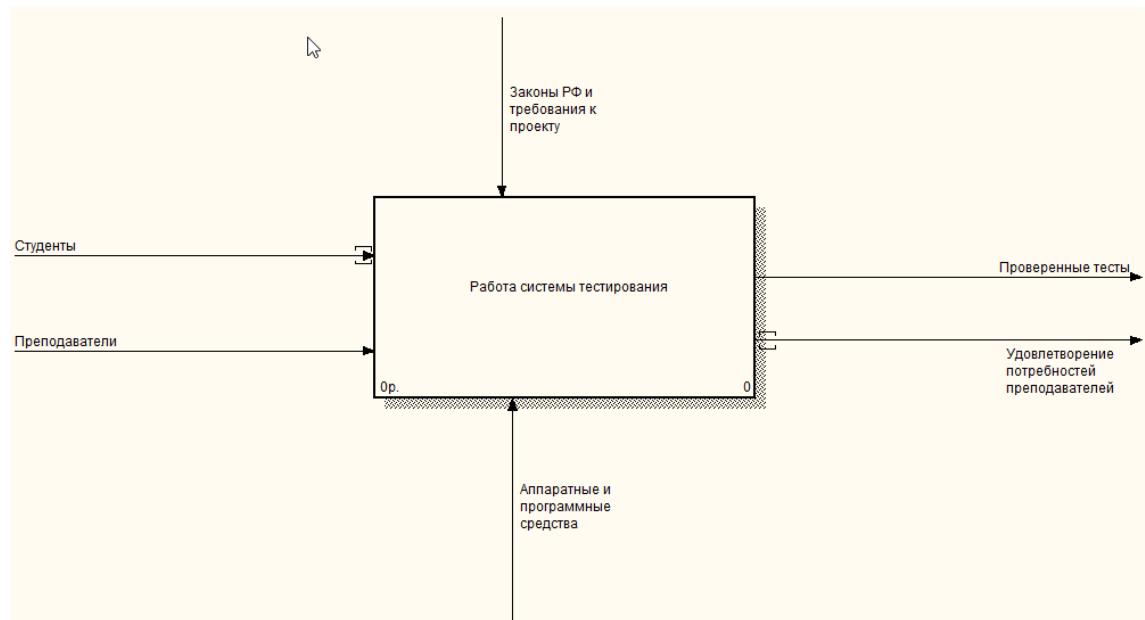 Законы РФ и
требования к
проекту
Студенты
Преподаватели
Работа системы тестирования
0р.
0
Проверенные тесты
Удовлетворение
потребностей
преподавателей
Аппаратные и
программные
средства